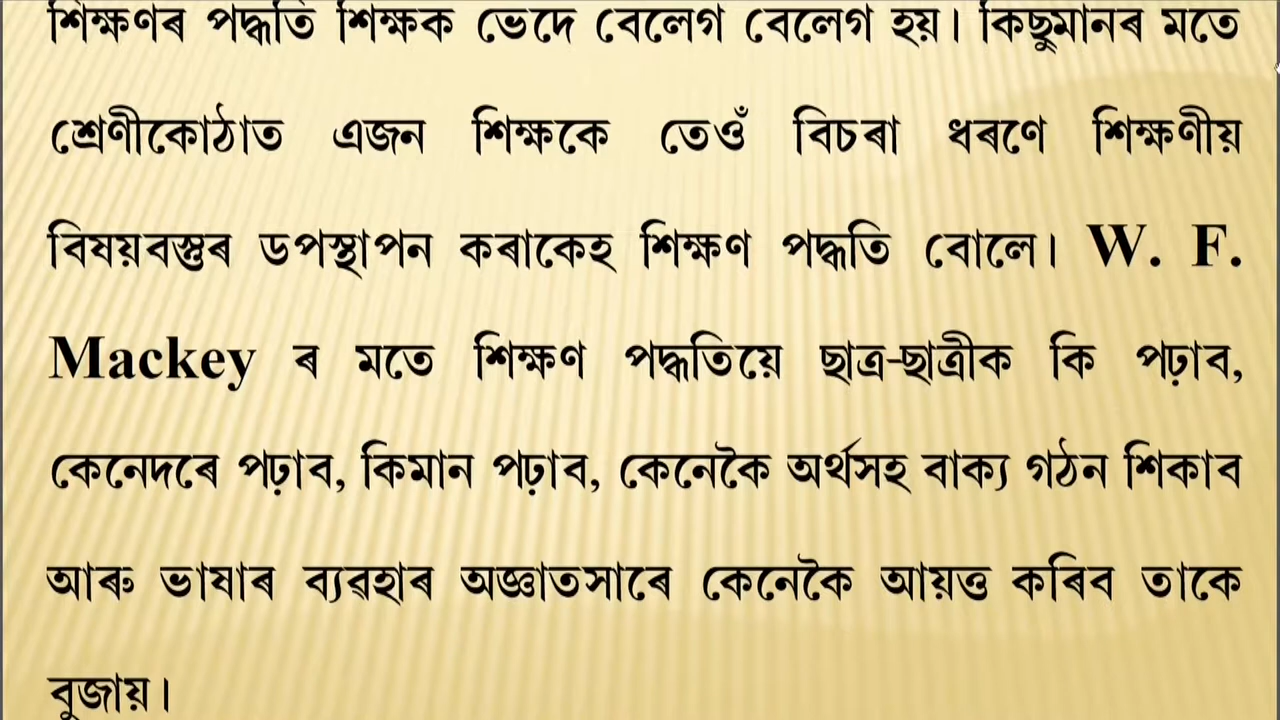 শিক্ষণৰ পদ্ধতি শিক্ষক ভেদে বেলেগ বেলেগ হয়। কিছুমানৰ মতে
শ্ৰেণীকোঠাত এজন শিক্ষকে তেওঁ বিচৰা ধৰণে শিক্ষণীয়
বিষয়বস্তুৰ ডপস্থাপন কৰাকেহ শিক্ষণ পদ্ধতি বোলে। W. F.
Mackey ৰ মতে শিক্ষণ পদ্ধতিয়ে ছাত্ৰ-ছাত্ৰীক কি পঢ়াব,
কেনেদৰে পঢ়াব, কিমান পঢ়াব, কেনেকৈ অৰ্থসহ বাক্য গঠন শিকাব
আৰু ভাষাৰ ব্যৱহাৰ অজ্ঞাতসাৰে কেনেকৈ আয়ত্ত কৰিব তাকে
বুজায়।